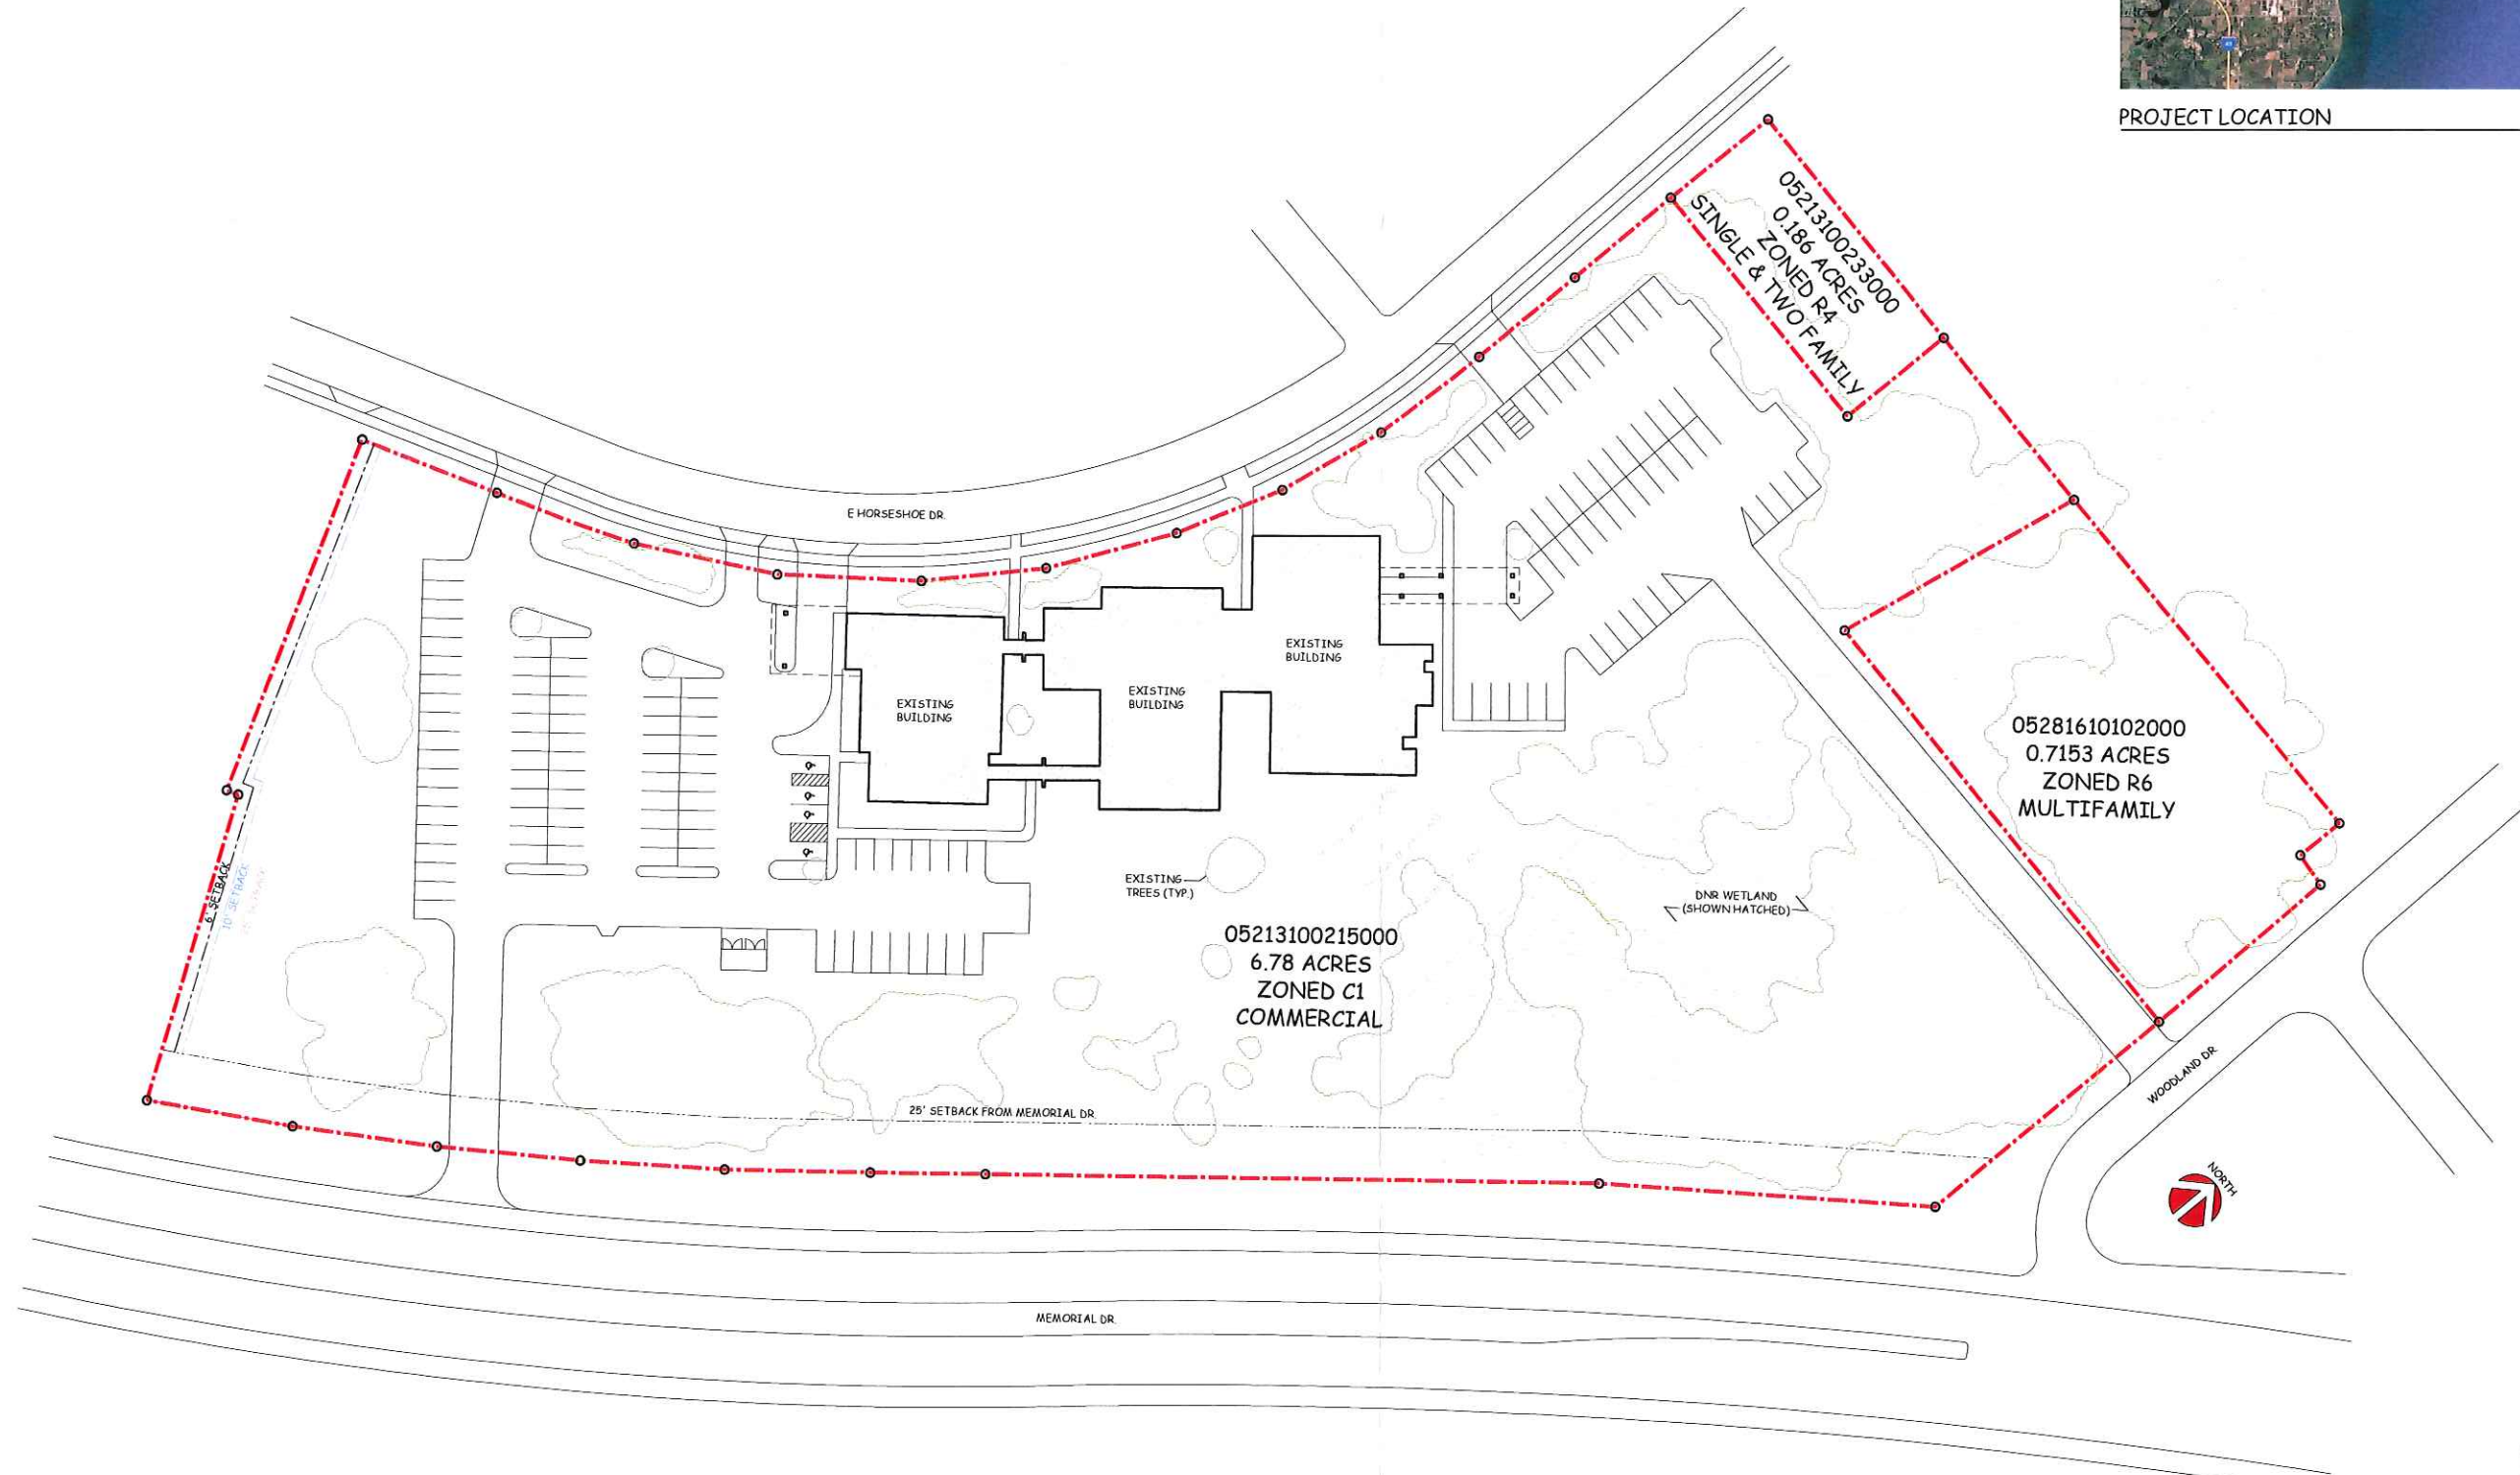 PROJECT LOCATION
05213100233000
0.186 ACRES
ZONED R4
SINGLE & TWO FAMILY
E HORSESHOE DR.
EXISTING
BUILDING
EXISTING
BUILDING
EXISTING
BUILDING
05281610102000
0.7153 ACRES
ZONED R6
MULTIFAMILY
6' SETBACK
10' SETBACK
EXISTING
TREES (TYP.)
DNR WETLAND
(SHOWN HATCHED)
05213100215000
6.78 ACRES
ZONED C1
COMMERCIAL
WOODLAND DR.
25' SETBACK FROM MEMORIAL DR.
NORTH
MEMORIAL DR.